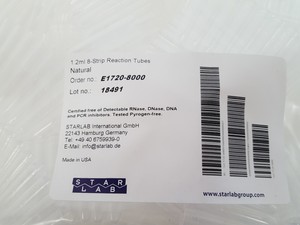 1.2ml 8-Strip Reaction Tubes
Natural
Order no.: E1720-8000
Lot no.: 18491
Certified free of Detectable RNase, DNase, DNA
and PCR inhibitors. Tested Pyrogen-free.
STARLAB International GmbH
22143 Hamburg Germany
Tel: +49 40 6759939-0
E-Mail: info@starlab.de
Made in USA
STAR
LAB
www.starlabgroup.com